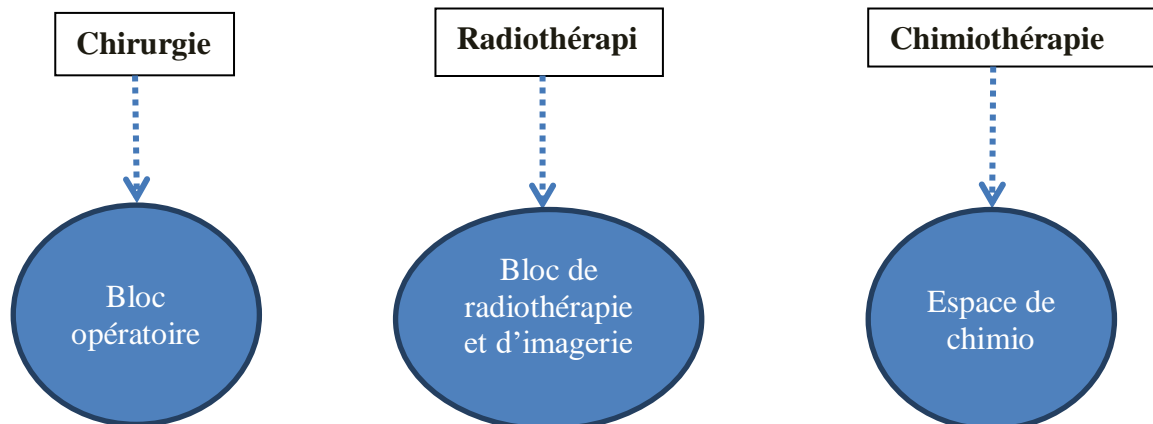 Chirurgie
Radiothérapi
Chimiothérapie
Bloc
opératoire
Bloc de
radiothérapie
et d’imagerie
Espace de
chimio